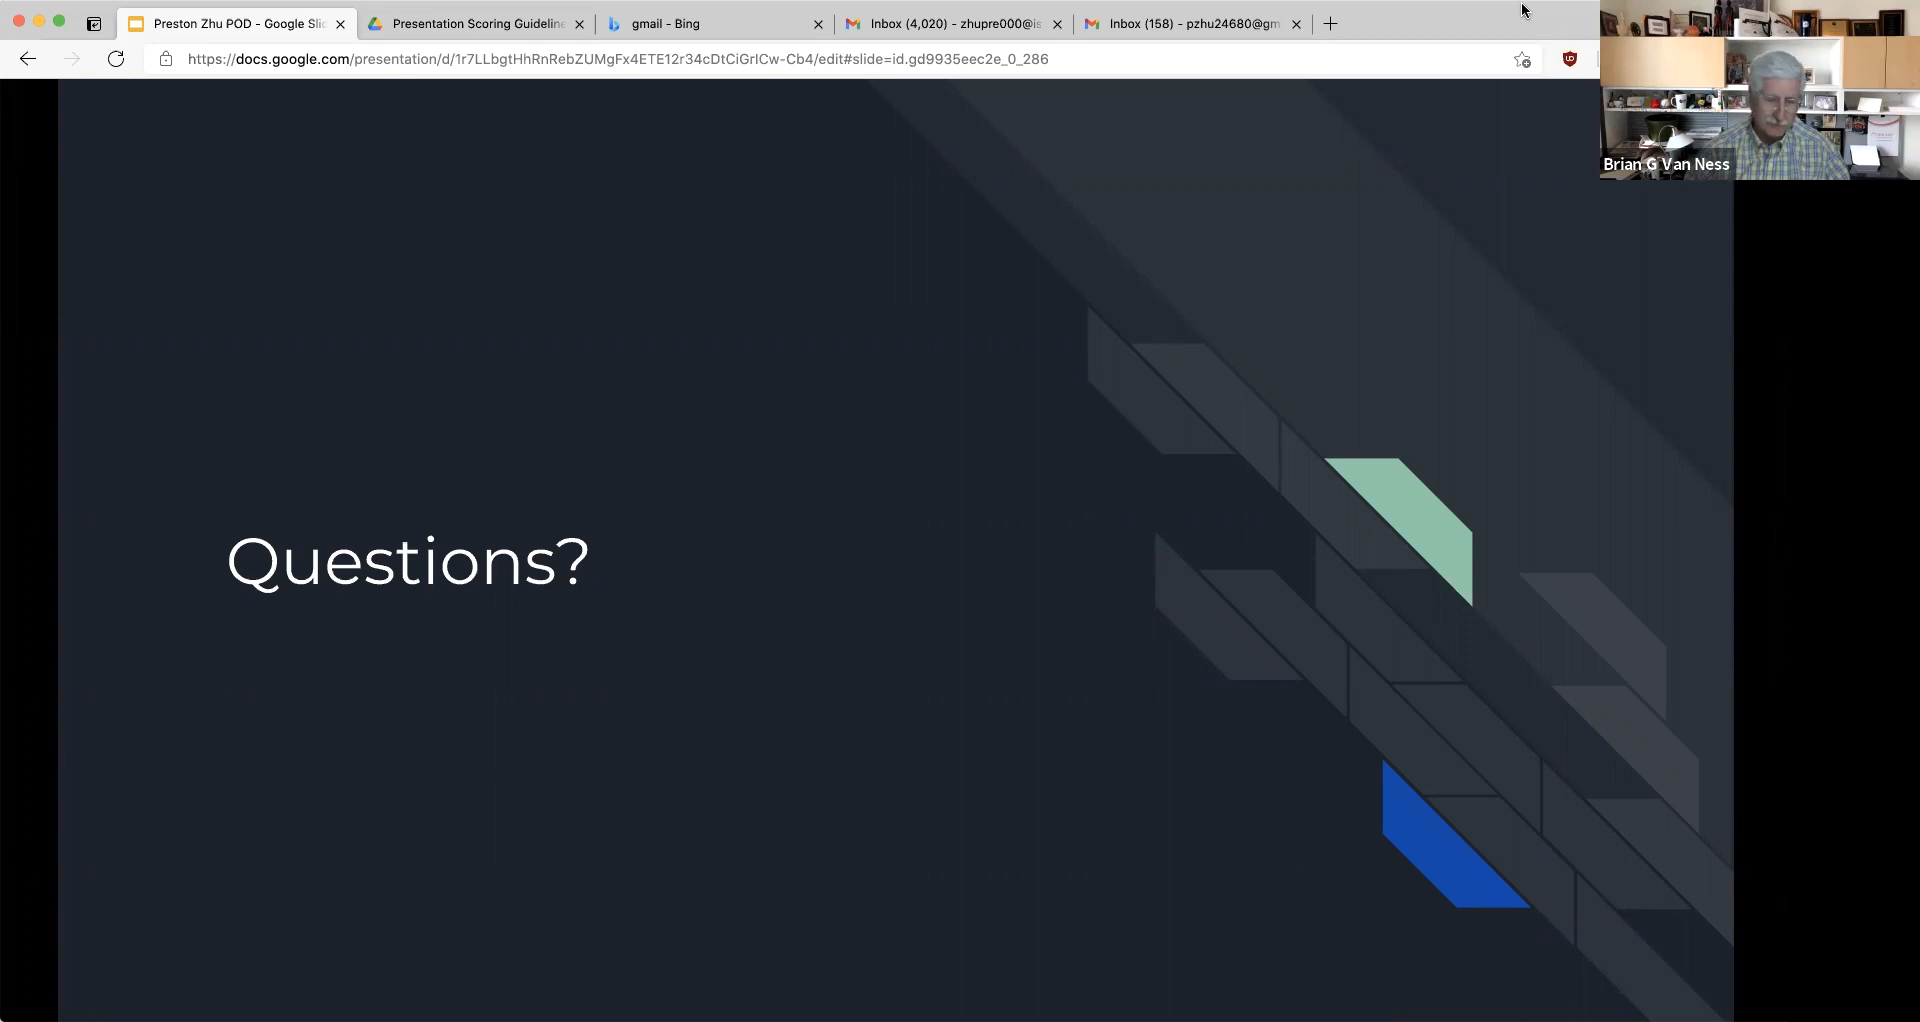 Preston Zhu POD - Google Slic
Presentation Scoring Guideline
gmail - Bing
Inbox (4,020) - zhupre000@is
Inbox (158) - pzhu24680@gm
https://docs.google.com/presentation/d/1r7LLbgtHhRnRebZUMgFx4ETE12r34cDtCiGrICw-Cb4/edit#slide=id.gd9935eec2e_0_286
Brian G Van Ness
Questions?